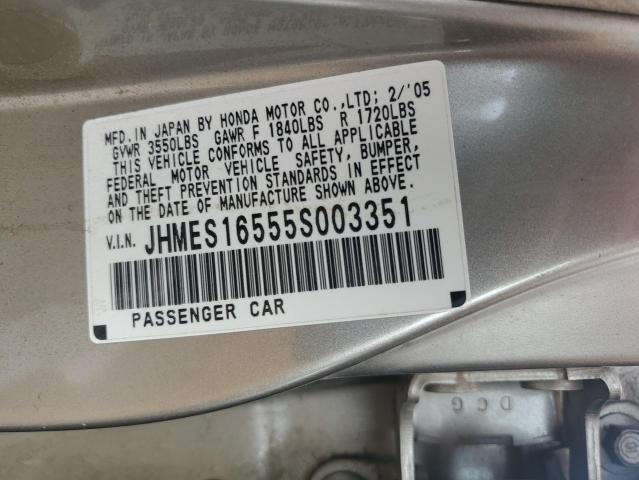 MFD. IN JAPAN BY HONDA MOTOR CO.,LTD; 2/'05
GVWR 3550LBS GAWR F 1840LBS R 1720LBS
THIS VEHICLE CONFORMS TO ALL APPLICABLE
FEDERAL MOTOR VEHICLE SAFETY, BUMPER,
AND THEFT PREVENTION STANDARDS IN EFFECT
ON THE DATE OF MANUFACTURE SHOWN ABOVE.
V.I.N. JHMES16555S003351
PASSENGER CAR
DCG